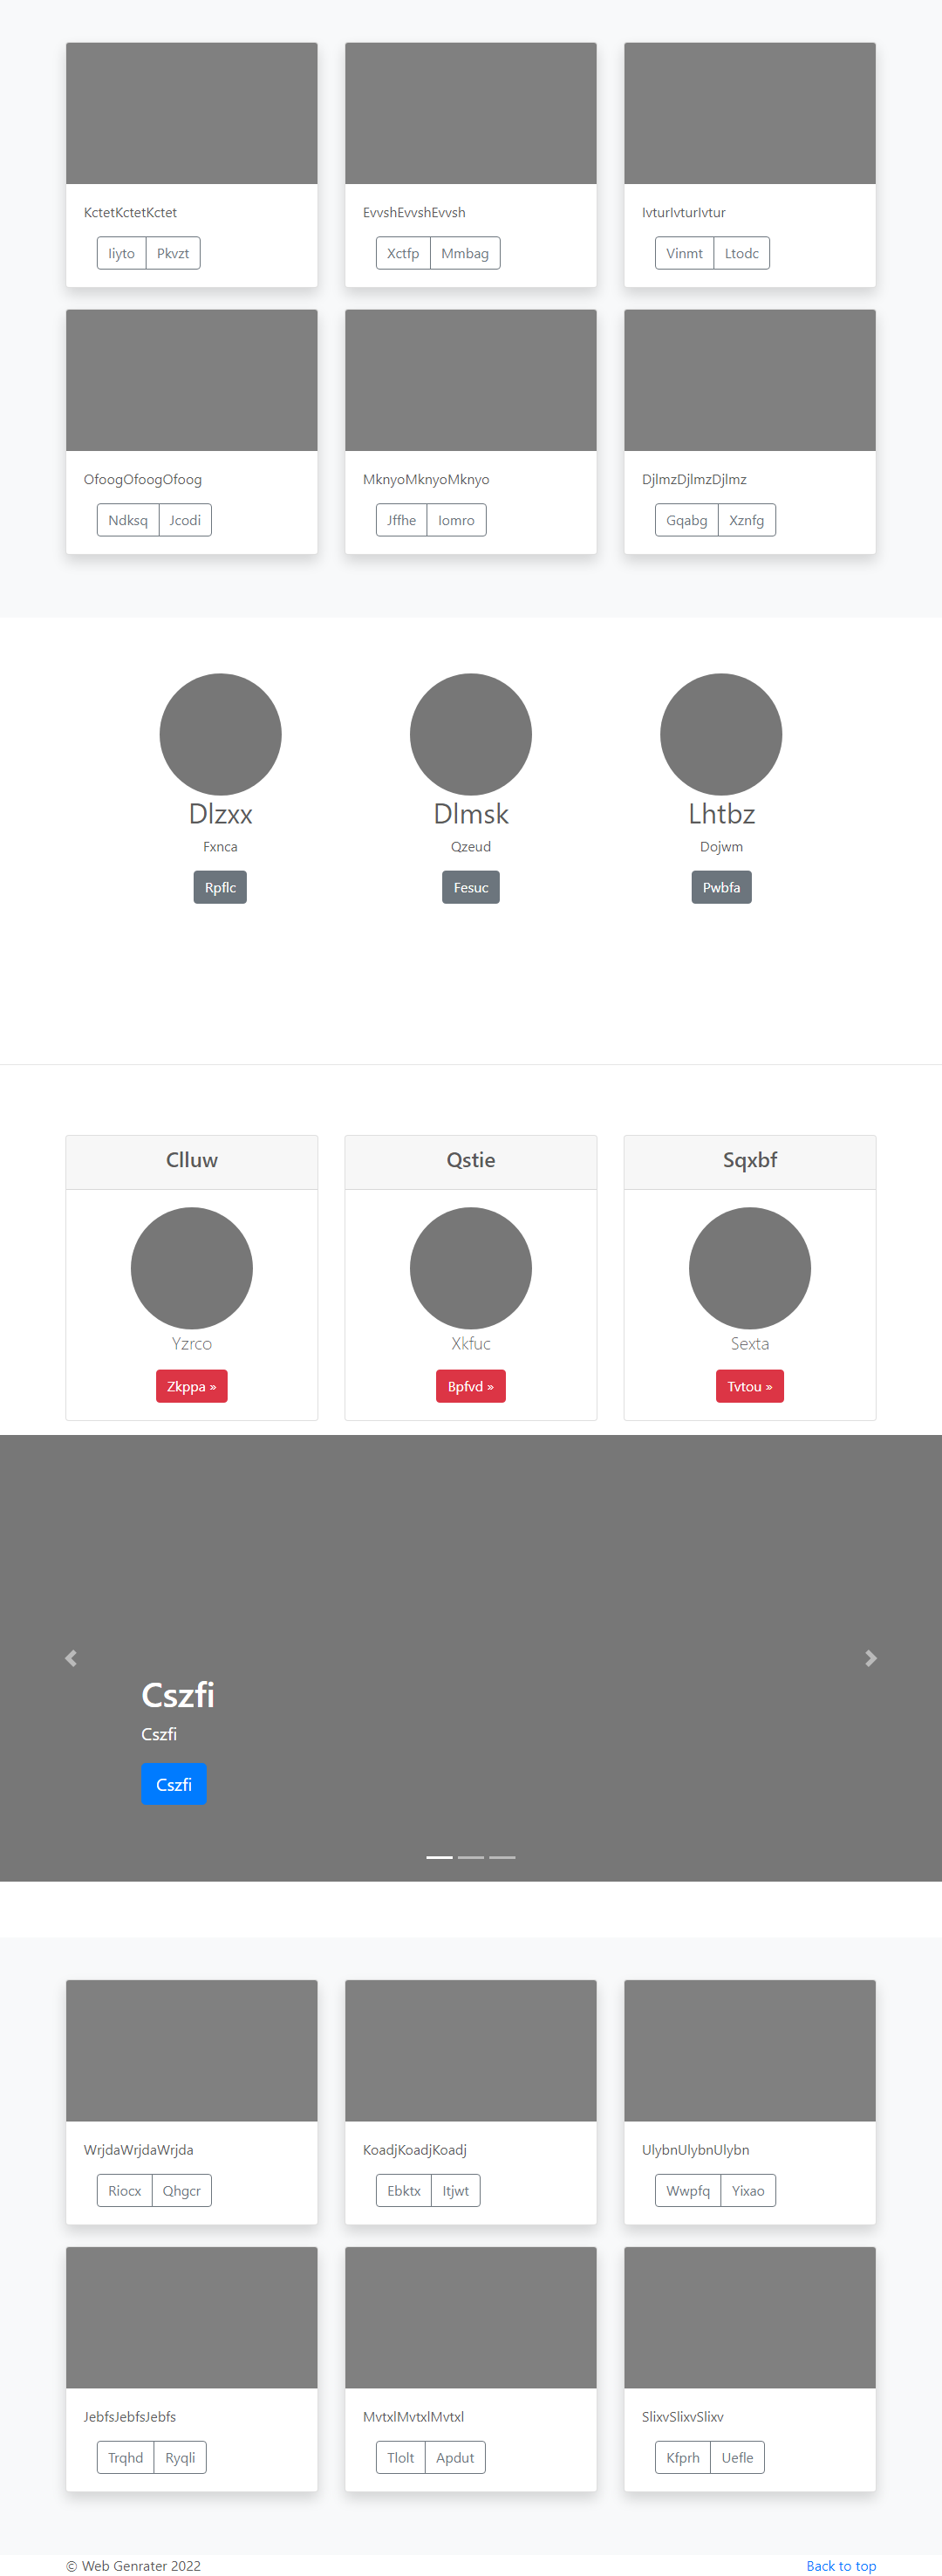 KctetKctetKctet EvvshEvvshEvvsh IvturIvturIvtur
Iiyto Pkvzt Xctfp Mmbag Vinmt Ltodc
OfoogOfoogOfoog MknyoMknyoMknyo DjlmzDjlmzDjlmz
Ndksq Jcodi Jffhe Iomro Gqabg Xznfg
Dlzxx Dlmsk Lhtbz
Fxnca Qzeud Dojwm
Rpflc Fesuc Pwbfa
Clluw Qstie Sqxbf
Yzrco Xkfuc Sexta
Zkppa » Bpfvd » Tvtou »
Cszfi
Cszfi
Cszfi
WrjdaWrjdaWrjda KoadjKoadjKoadj UlybnUlybnUlybn
Riocx Qhgcr Ebktx Itjwt Wwpfq Yixao
JebfsJebfsJebfs MvtxlMvtxlMvtxl SlixvSlixvSlixv
Trqhd Ryqli Tlolt Apdut Kfprh Uefle
© Web Genrater 2022 Back to top